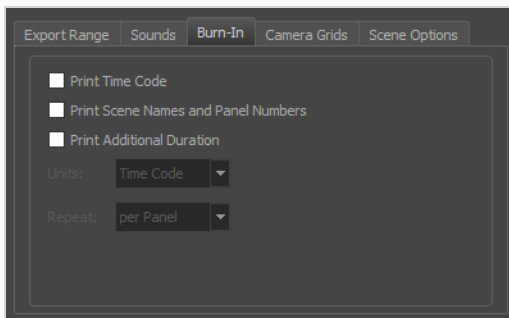 Export Range Sounds Burn-In Camera Grids Scene Options
Print Time Code
Print Scene Names and Panel Numbers
Print Additional Duration
Units: Time Code
Repeat: per Panel